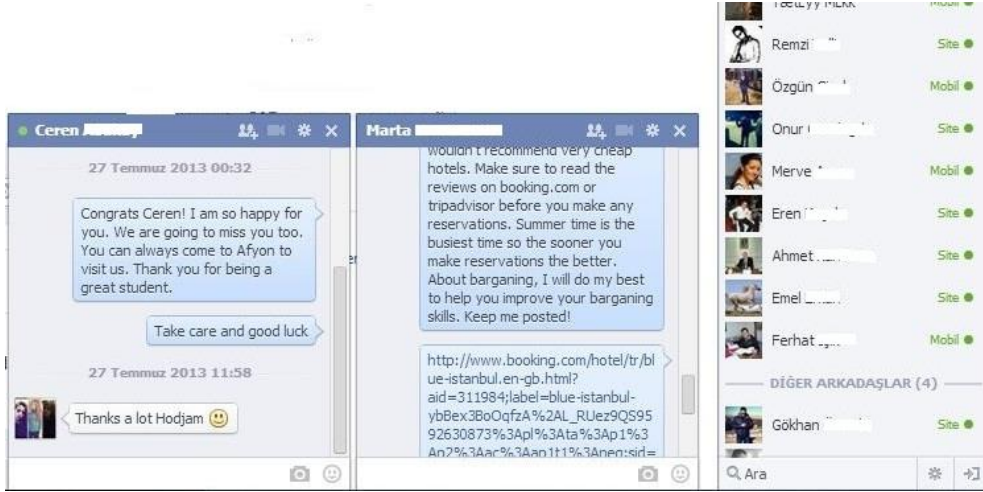 Ceren
27 Temmuz 2013 00:32
Congrats Ceren! I am so happy for
you. We are going to miss you too.
You can always come to Afyon to
visit us. Thank you for being a
great student.
Take care and good luck
27 Temmuz 2013 11:58
Thanks a lot Hodjam
Marta
wouldn't recommend very cheap
hotels. Make sure to read the
reviews on booking.com or
tripadvisor before you make any
reservations. Summer time is the
busiest time so the sooner you
make reservations the better.
About barganing, I will do my best
to help you improve your barganing
skills. Keep me posted!
http://www.booking.com/hotel/tr/bl
ue-istanbul.en-gb.html?
aid=311984;label=blue-istanbul-
ybBex3BoOqfzA%2AL_RUez9QS95
92630873%3Apl%3Ata%3Ap1%3
Ap2%3Aac%3Aap1t1%3Aneg;sid=
Mobil
Remzi Site
Özgün Mobil
Onur Site
Merve Mobil
Eren Site
Ahmet Site
Emel Site
Ferhat Mobil
DİĞER ARKADAŞLAR (4)
Gökhan Site
Ara